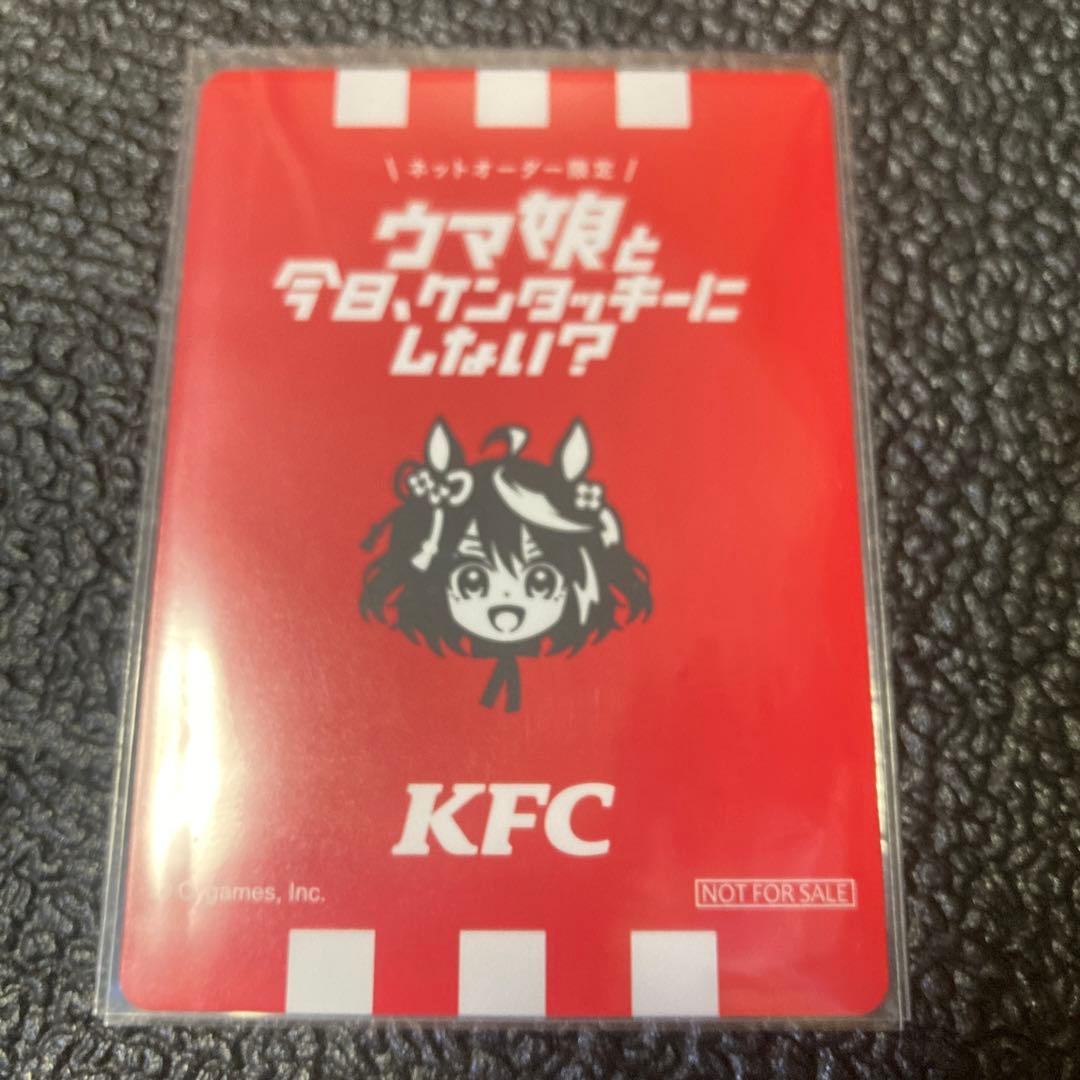 \ ネットオーダー限定 /
ウマ娘と
今日、ケンタッキーに
しない?
KFC
Cygames, Inc.
NOT FOR SALE